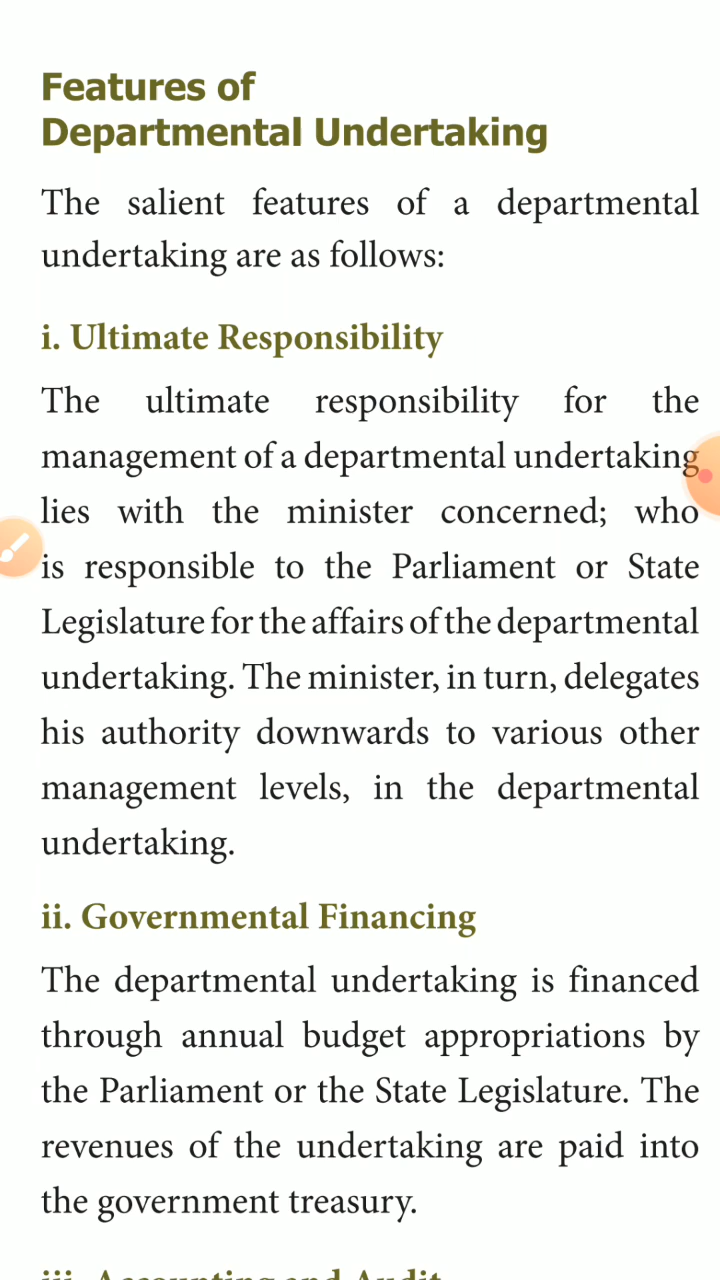 Features of
Departmental Undertaking
The salient features of a departmental
undertaking are as follows:
i. Ultimate Responsibility
The ultimate responsibility for the
management of a departmental undertaking
lies with the minister concerned; who
is responsible to the Parliament or State
Legislature for the affairs of the departmental
undertaking. The minister, in turn, delegates
his authority downwards to various other
management levels, in the departmental
undertaking.
ii. Governmental Financing
The departmental undertaking is financed
through annual budget appropriations by
the Parliament or the State Legislature. The
revenues of the undertaking are paid into
the government treasury.
iii. Accounting and Audit